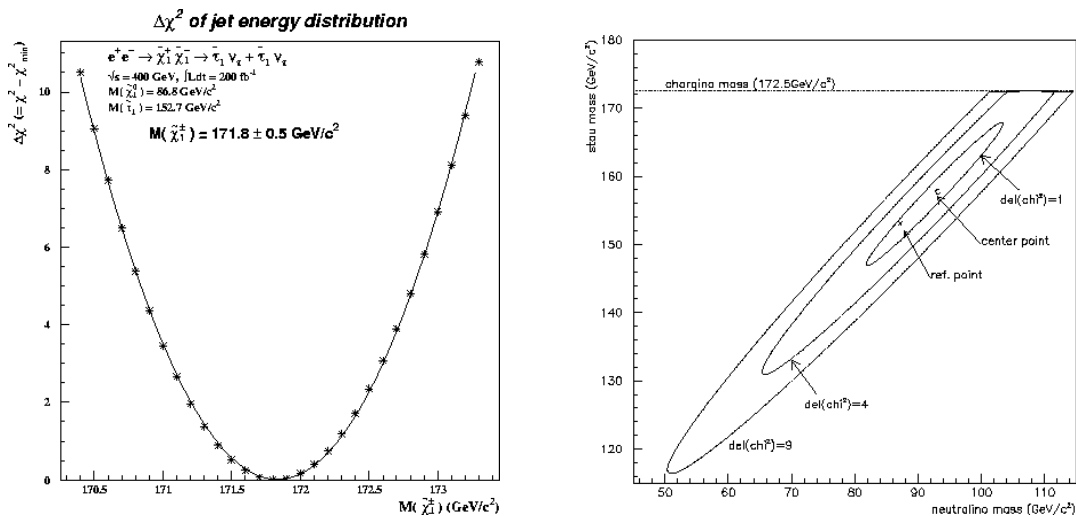 Δχ² of jet energy distribution
Δχ² (= χ² − χ²min)
e⁺e⁻ → χ̃₁⁺ χ̃₁⁻ → τ̃₁ ντ + τ̃₁ ντ
√s = 400 GeV, ∫Ldt = 200 fb⁻¹
M(χ̃₁⁰) = 86.8 GeV/c²
M(τ̃₁) = 152.7 GeV/c²
M(χ̃₁±) = 171.8 ± 0.5 GeV/c²
10
8
6
4
2
0
170.5 171 171.5 172 172.5 173
M(χ̃₁±) (GeV/c²)
stau mass (GeV/c²)
180
170
160
150
140
130
120
chargino mass (172.5GeV/c²)
del(chi²)=1
center point
ref. point
del(chi²)=4
del(chi²)=9
50 60 70 80 90 100 110
neutralino mass (GeV/c²)